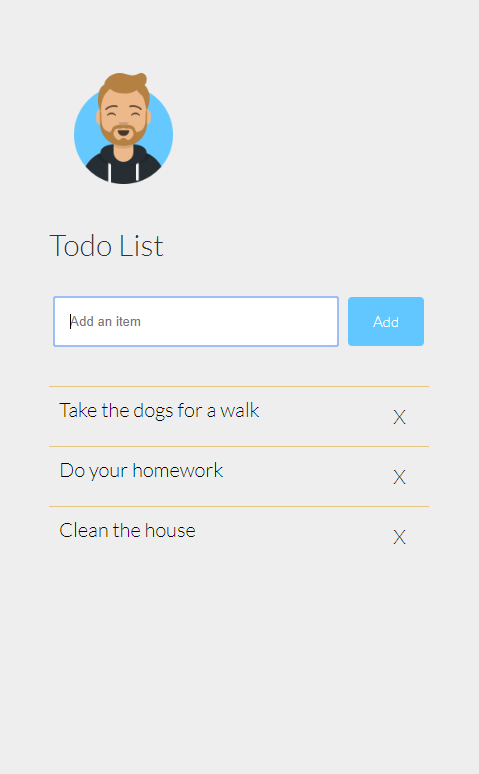 Todo List
Add an item
Add
Take the dogs for a walk
X
Do your homework
X
Clean the house
X